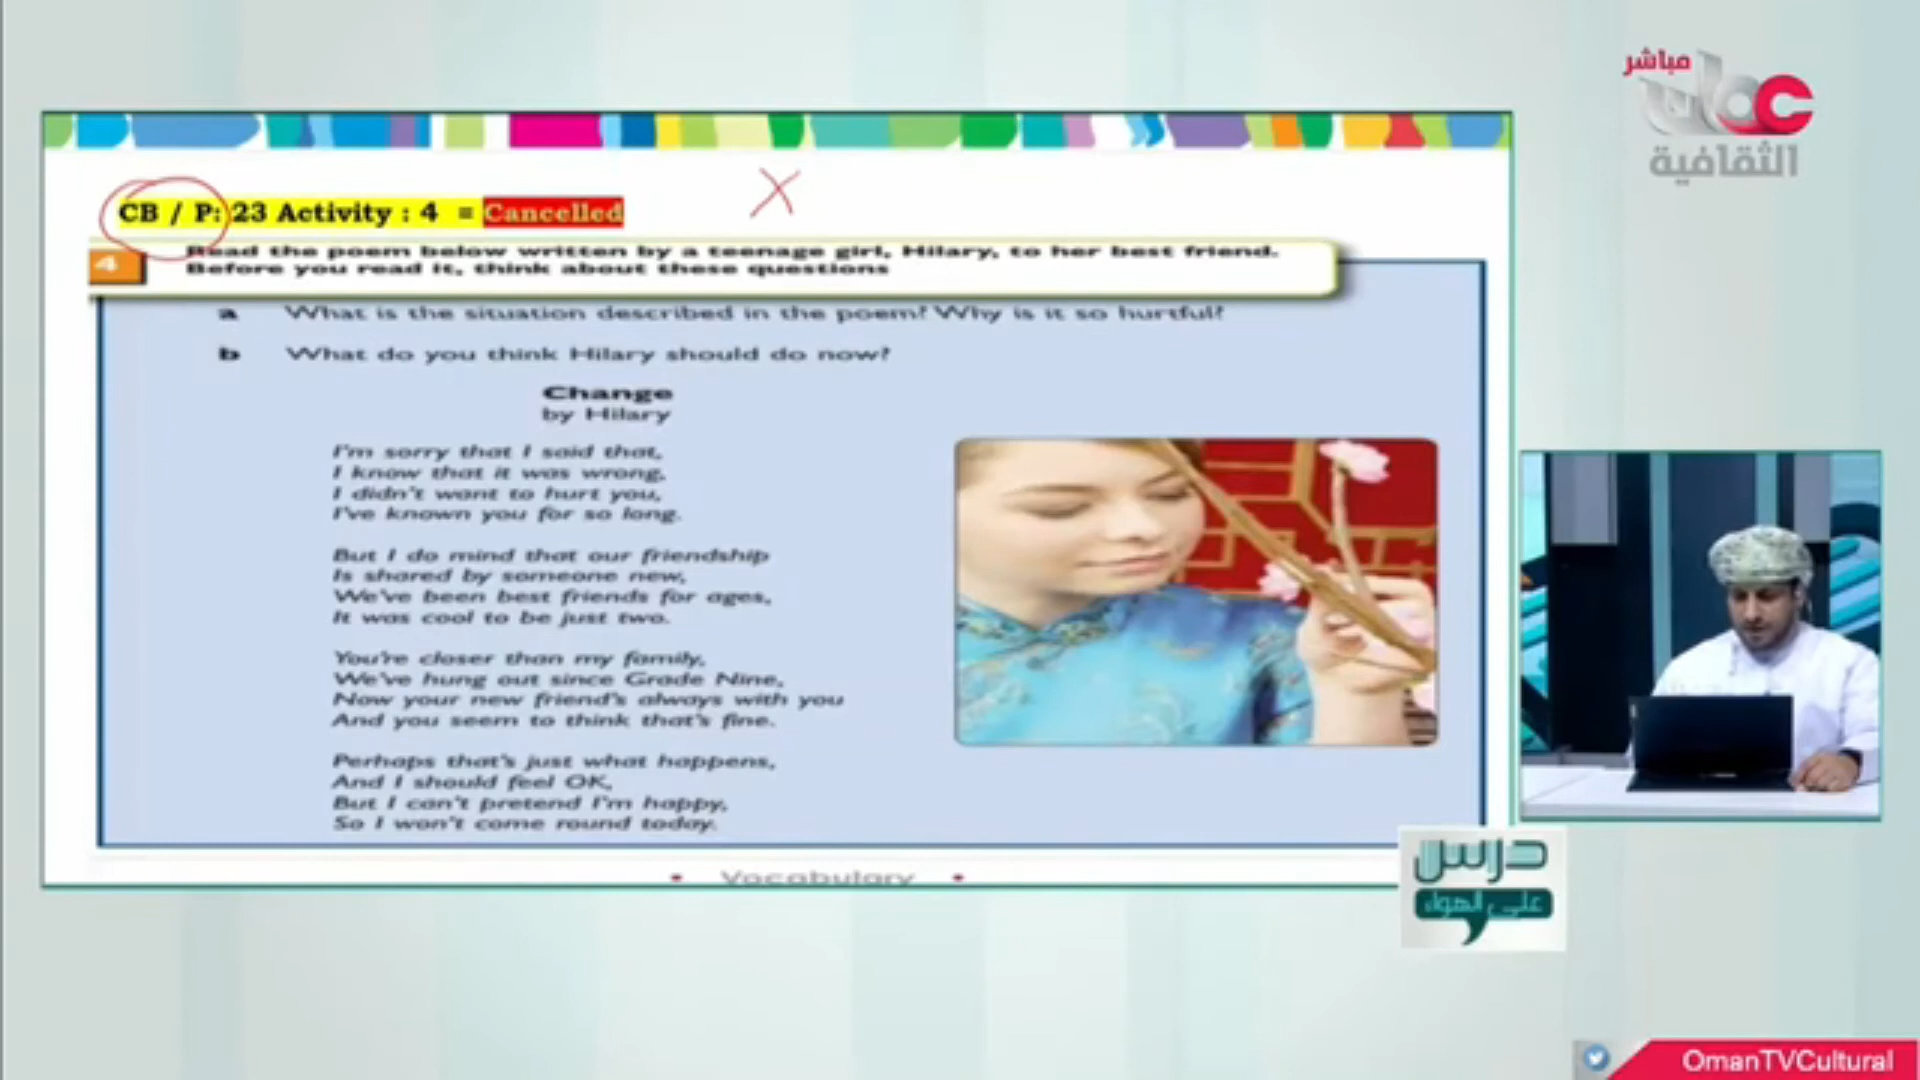 مباشر
عمان
الثقافية
CB / P: 23 Activity : 4 = Cancelled
4
Read the poem below written by a teenage girl, Hilary, to her best friend.
Before you read it, think about these questions
a What is the situation described in the poem? Why is it so hurtful?
b What do you think Hilary should do now?
Change
by Hilary
I'm sorry that I said that,
I know that it was wrong,
I didn't want to hurt you,
I've known you for so long.
But I do mind that our friendship
Is shared by someone new,
We've been best friends for ages,
It was cool to be just two.
You're closer than my family,
We've hung out since Grade Nine,
Now your new friend's always with you
And you seem to think that's fine.
Perhaps that's just what happens,
And I should feel OK,
But I can't pretend I'm happy,
So I won't come round today.
• Vocabulary •
درس
على الهواء
OmanTVCultural